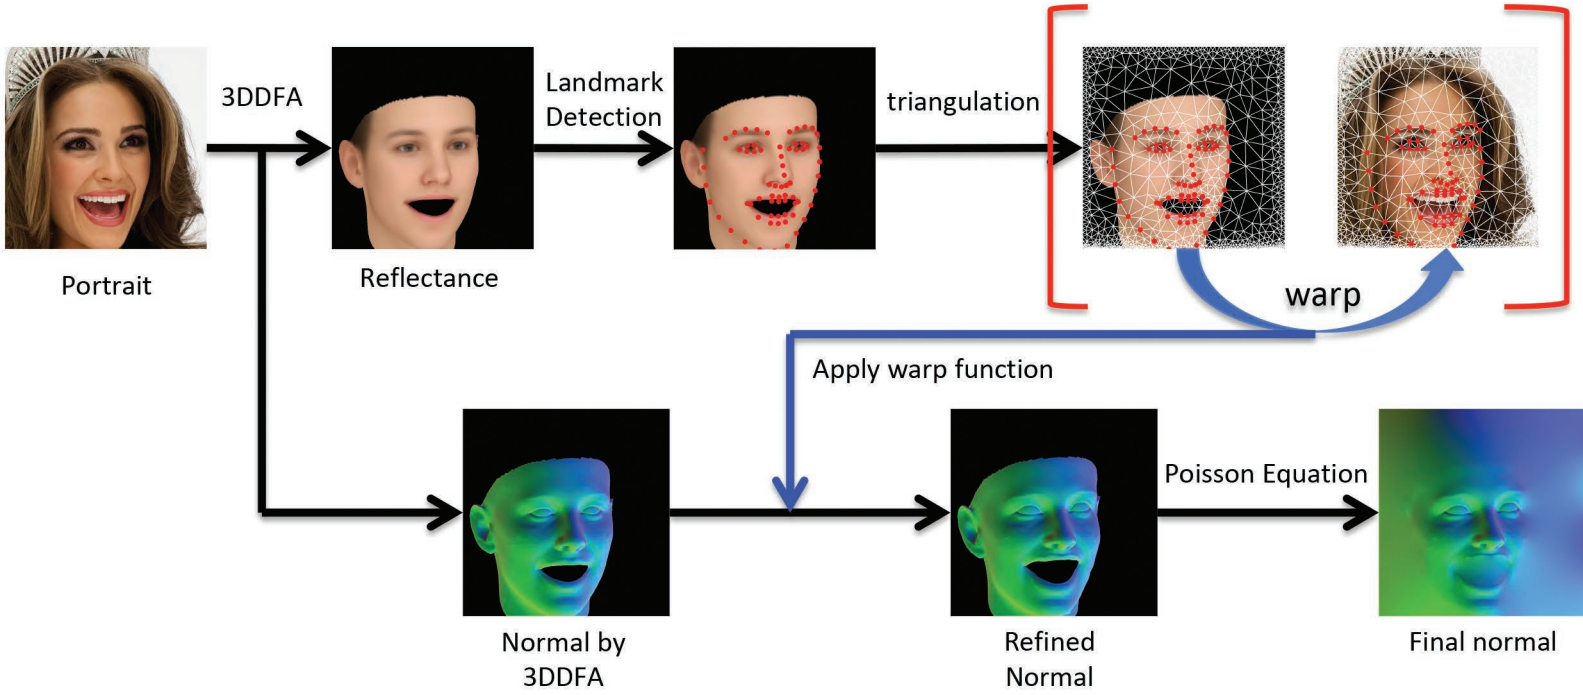 3DDFA
Landmark
Detection
triangulation
Portrait
Reflectance
warp
Apply warp function
Poisson Equation
Normal by
3DDFA
Refined
Normal
Final normal